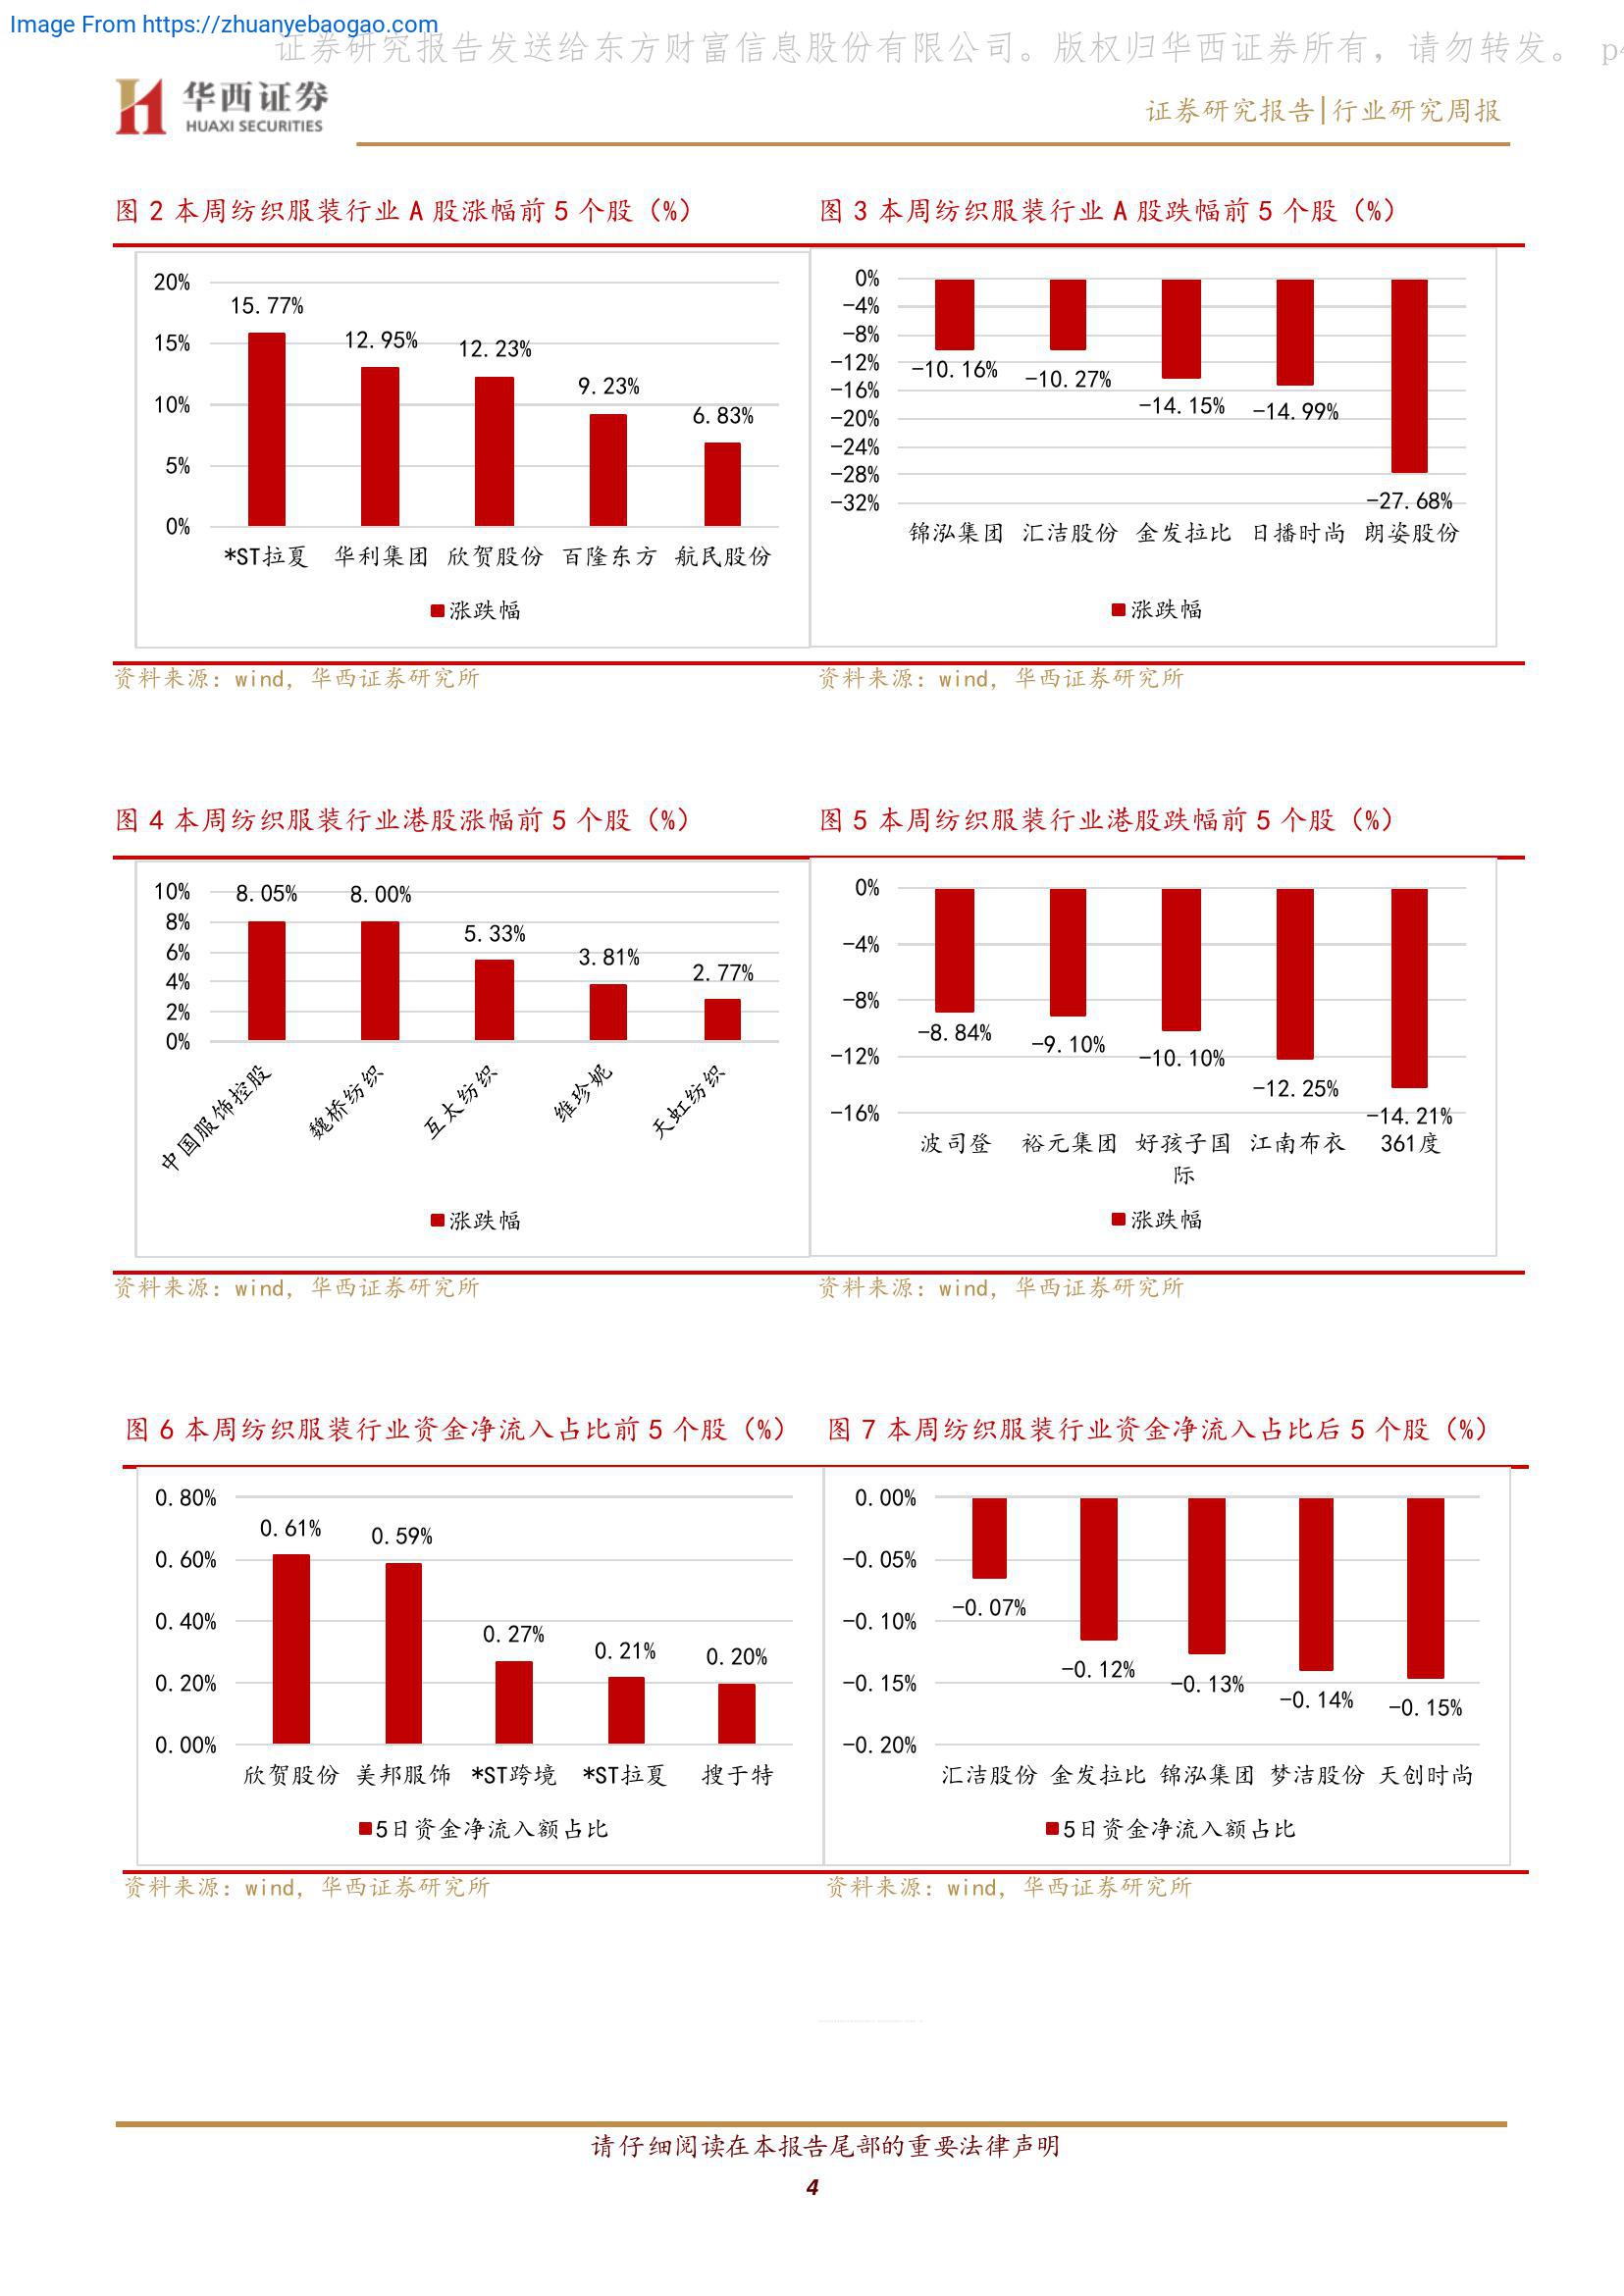 Image From https://zhuanyebaogao.com
证券研究报告发送给东方财富信息股份有限公司。版权归华西证券所有，请勿转发。 p4
华西证券
HUAXI SECURITIES
证券研究报告|行业研究周报
图 2 本周纺织服装行业 A 股涨幅前 5 个股（%）
20%
15%
10%
5%
0%
15.77%
12.95%
12.23%
9.23%
6.83%
*ST拉夏 华利集团 欣贺股份 百隆东方 航民股份
涨跌幅
资料来源：wind，华西证券研究所
图 3 本周纺织服装行业 A 股跌幅前 5 个股（%）
0%
-4%
-8%
-12%
-16%
-20%
-24%
-28%
-32%
-10.16%
-10.27%
-14.15%
-14.99%
-27.68%
锦泓集团 汇洁股份 金发拉比 日播时尚 朗姿股份
涨跌幅
资料来源：wind，华西证券研究所
图 4 本周纺织服装行业港股涨幅前 5 个股（%）
10%
8%
6%
4%
2%
0%
8.05%
8.00%
5.33%
3.81%
2.77%
中国服饰控股
魏桥纺织
互太纺织
维珍妮
天虹纺织
涨跌幅
资料来源：wind，华西证券研究所
图 5 本周纺织服装行业港股跌幅前 5 个股（%）
0%
-4%
-8%
-12%
-16%
-8.84%
-9.10%
-10.10%
-12.25%
-14.21%
波司登 裕元集团 好孩子国 江南布衣 361度
际
涨跌幅
资料来源：wind，华西证券研究所
图 6 本周纺织服装行业资金净流入占比前 5 个股（%）
0.80%
0.60%
0.40%
0.20%
0.00%
0.61%
0.59%
0.27%
0.21%
0.20%
欣贺股份 美邦服饰 *ST跨境 *ST拉夏 搜于特
5日资金净流入额占比
资料来源：wind，华西证券研究所
图 7 本周纺织服装行业资金净流入占比后 5 个股（%）
0.00%
-0.05%
-0.10%
-0.15%
-0.20%
-0.07%
-0.12%
-0.13%
-0.14%
-0.15%
汇洁股份 金发拉比 锦泓集团 梦洁股份 天创时尚
5日资金净流入额占比
资料来源：wind，华西证券研究所
请仔细阅读在本报告尾部的重要法律声明
4